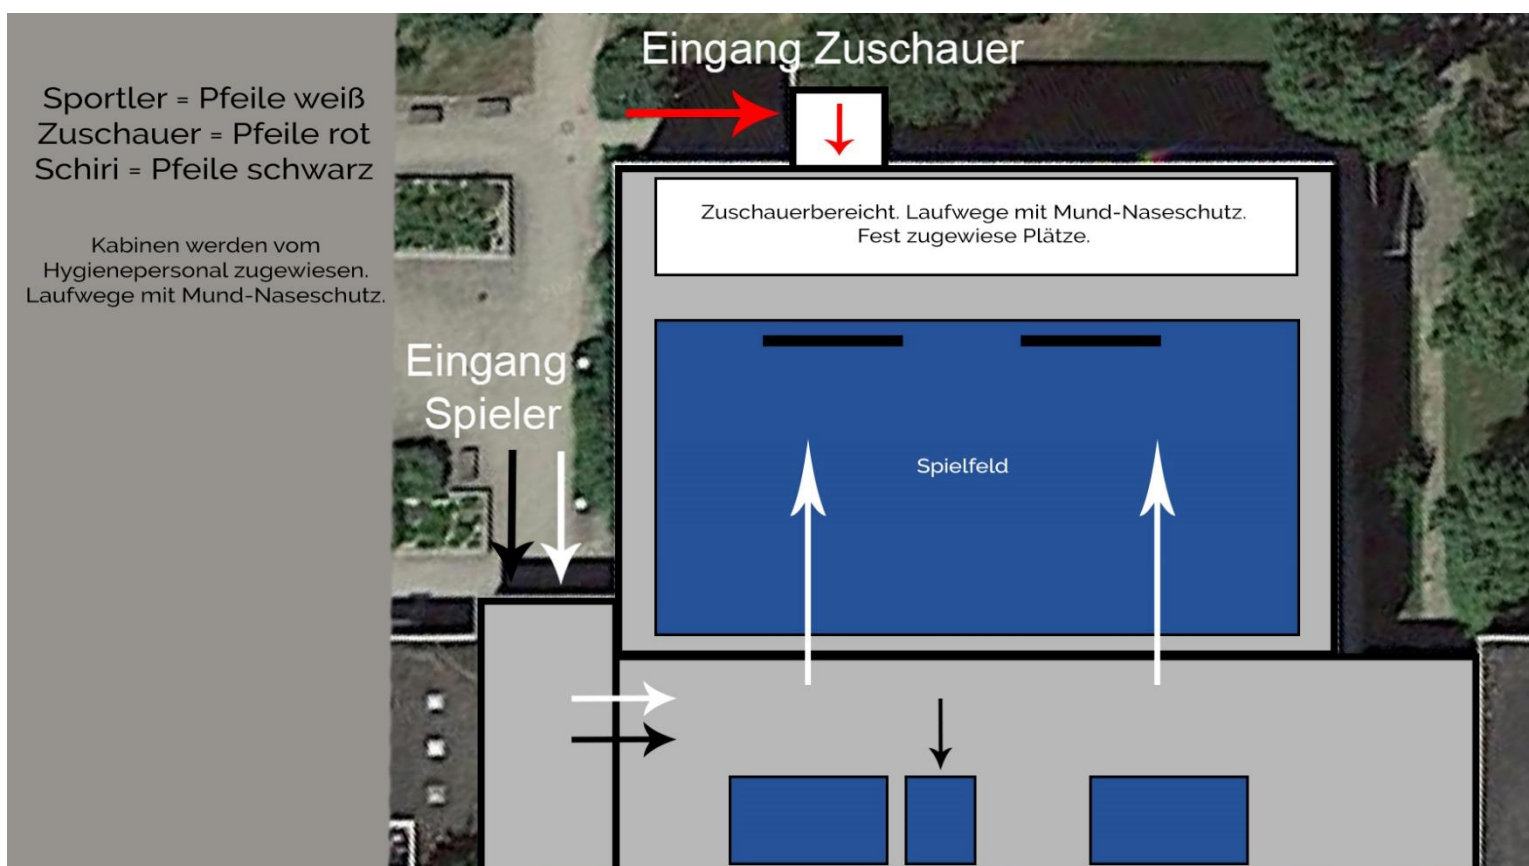 Sportler = Pfeile weiß
Zuschauer = Pfeile rot
Schiri = Pfeile schwarz
Kabinen werden vom
Hygienepersonal zugewiesen.
Laufwege mit Mund-Naseschutz.
Eingang Zuschauer
Zuschauerbereicht. Laufwege mit Mund-Naseschutz.
Fest zugewiese Plätze.
Eingang
Spieler
Spielfeld